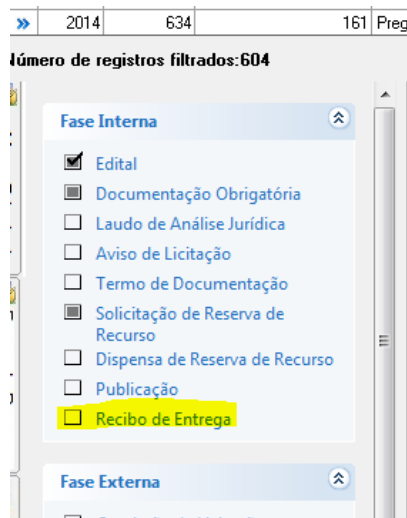 » 2014 634 161 Preg
Número de registros filtrados:604
Fase Interna
Edital
Documentação Obrigatória
Laudo de Análise Jurídica
Aviso de Licitação
Termo de Documentação
Solicitação de Reserva de
Recurso
Dispensa de Reserva de Recurso
Publicação
Recibo de Entrega
Fase Externa